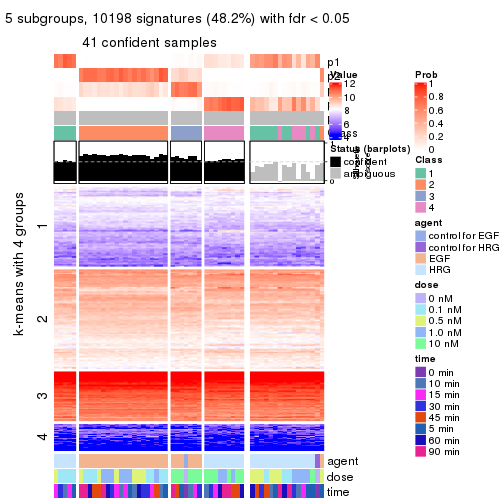 5 subgroups, 10198 signatures (48.2%) with fdr < 0.05
41 confident samples
p1
Value
12
10
8
6
4
Prob
1
0.8
0.6
0.4
0.2
0
Class
1
2
3
4
Status (barplots)
confident
ambiguous
1
0
agent
control for EGF
control for HRG
EGF
HRG
dose
0 nM
0.1 nM
0.5 nM
1.0 nM
10 nM
time
0 min
10 min
15 min
30 min
45 min
5 min
60 min
90 min
k-means with 4 groups
1
2
3
4
agent
dose
time